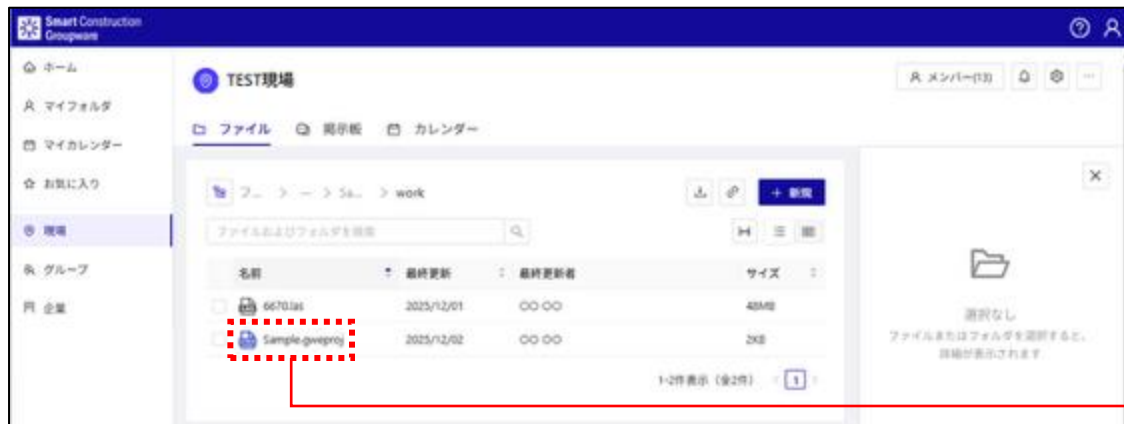 Smart Construction
Groupware
ホーム
マイフォルダ
マイカレンダー
お気に入り
現場
グループ
企業
TEST現場
メンバー(13)
ファイル 掲示板 カレンダー
フ... > ... > Sa... > work
+ 新規
ファイルおよびフォルダを検索
名前 最終更新 最終更新者 サイズ
6670.las 2025/12/01 〇〇 〇〇 48MB
Sample.gweproj 2025/12/02 〇〇 〇〇 2KB
1-2件表示（全2件） < 1 >
選択なし
ファイルまたはフォルダを選択すると、
詳細が表示されます